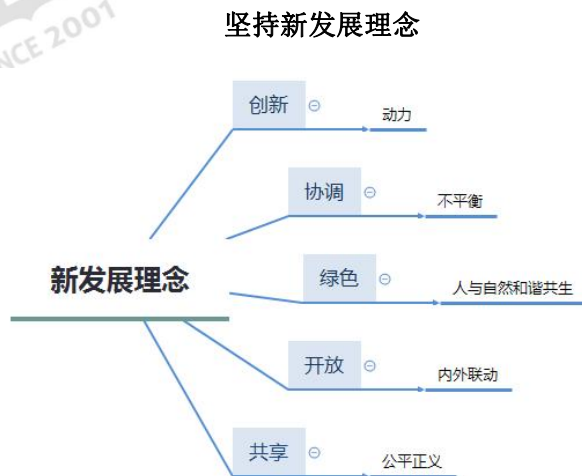 NCE 2001
坚持新发展理念
创新
动力
协调
不平衡
新发展理念
绿色
人与自然和谐共生
开放
内外联动
共享
公平正义